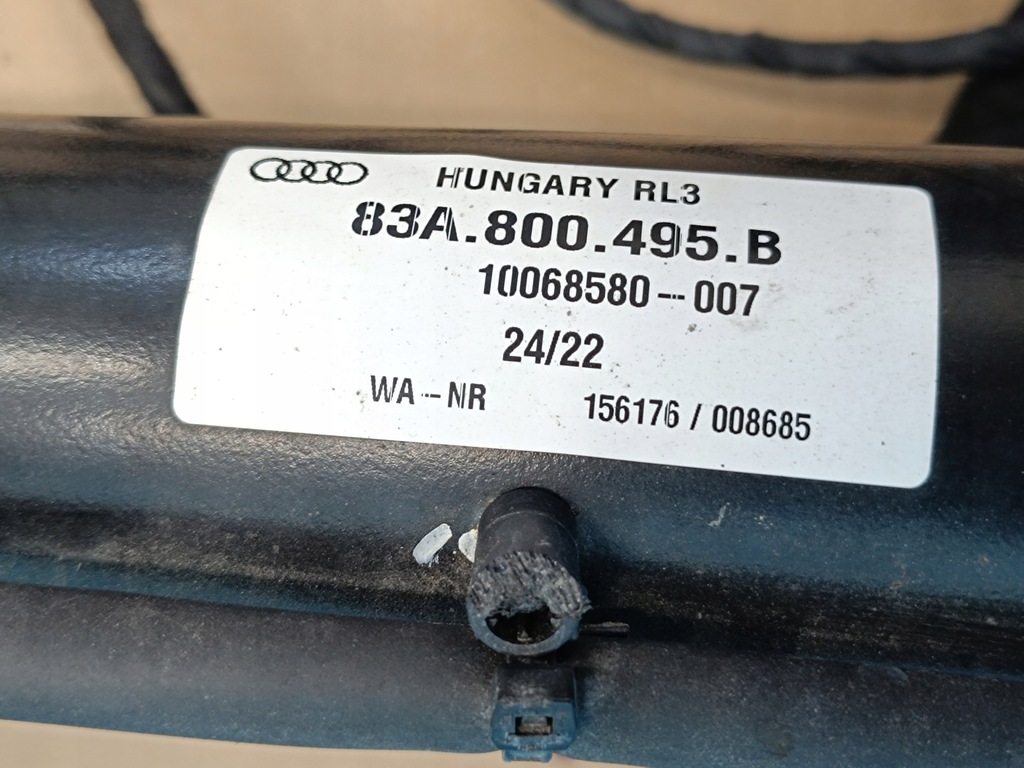 HUNGARY RL3
83A.800.495.B
10068580-007
24/22
WA-NR 156176 / 008685